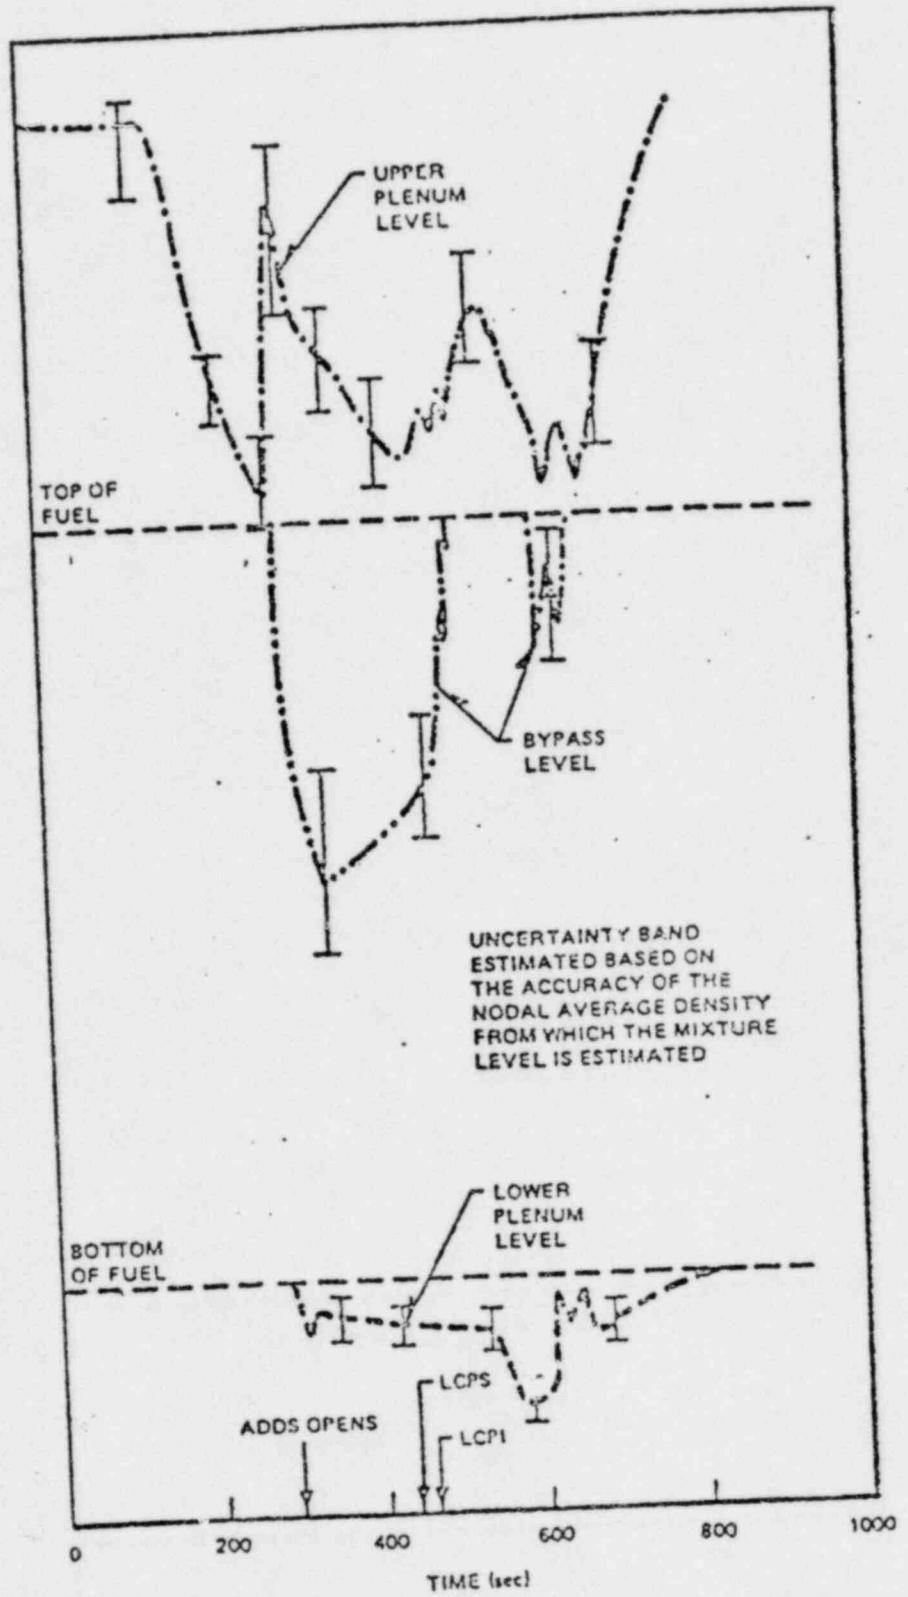 UPPER
PLENUM
LEVEL
TOP OF
FUEL
BYPASS
LEVEL
UNCERTAINTY BAND
ESTIMATED BASED ON
THE ACCURACY OF THE
NODAL AVERAGE DENSITY
FROM WHICH THE MIXTURE
LEVEL IS ESTIMATED
LOWER
PLENUM
LEVEL
BOTTOM
OF FUEL
LCPS
ADDS OPENS
LCPI
0 200 400 600 800 1000
TIME (sec)